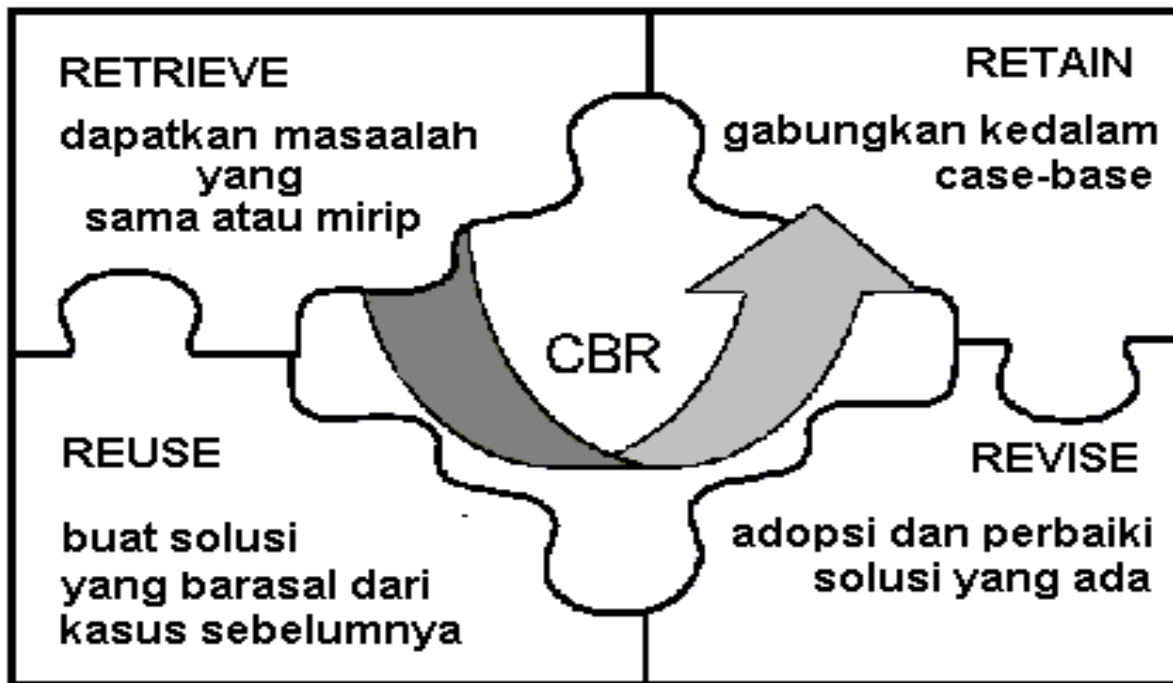 RETRIEVE
dapatkan masaalah
yang
sama atau mirip
RETAIN
gabungkan kedalam
case-base
CBR
REUSE
buat solusi
yang barasal dari
kasus sebelumnya
REVISE
adopsi dan perbaiki
solusi yang ada